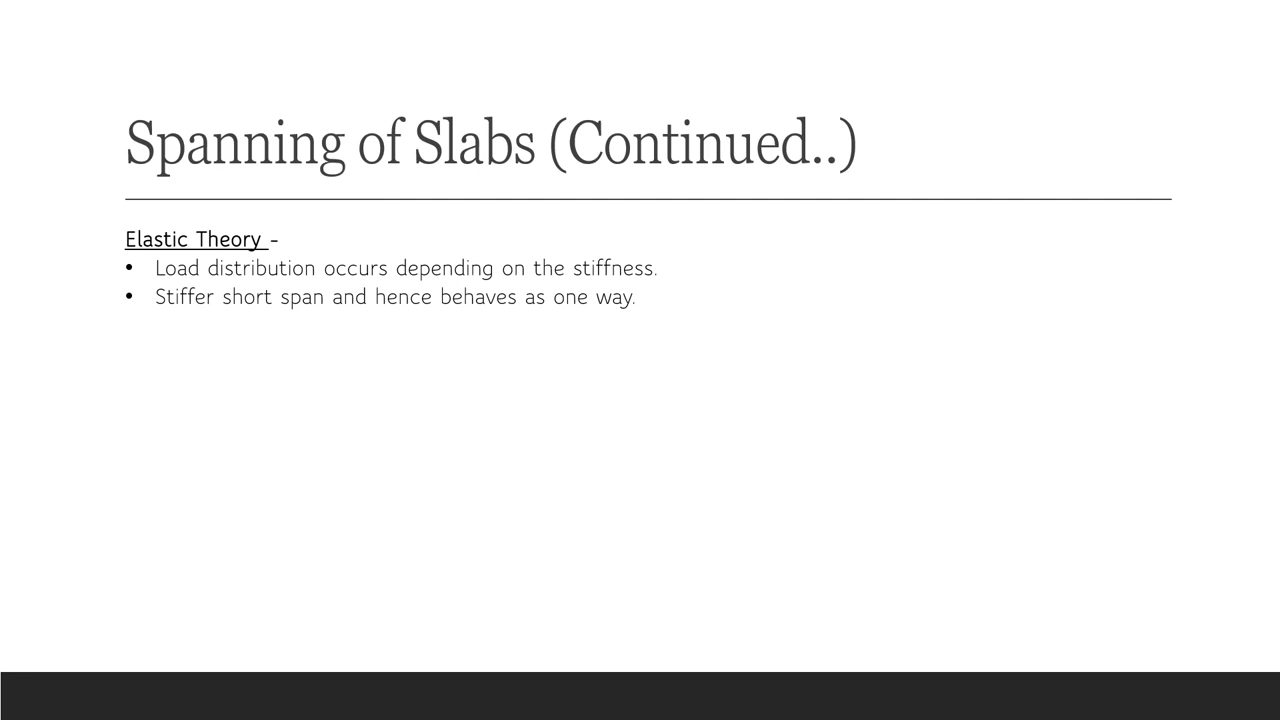 Spanning of Slabs (Continued..)
Elastic Theory -
• Load distribution occurs depending on the stiffness.
• Stiffer short span and hence behaves as one way.